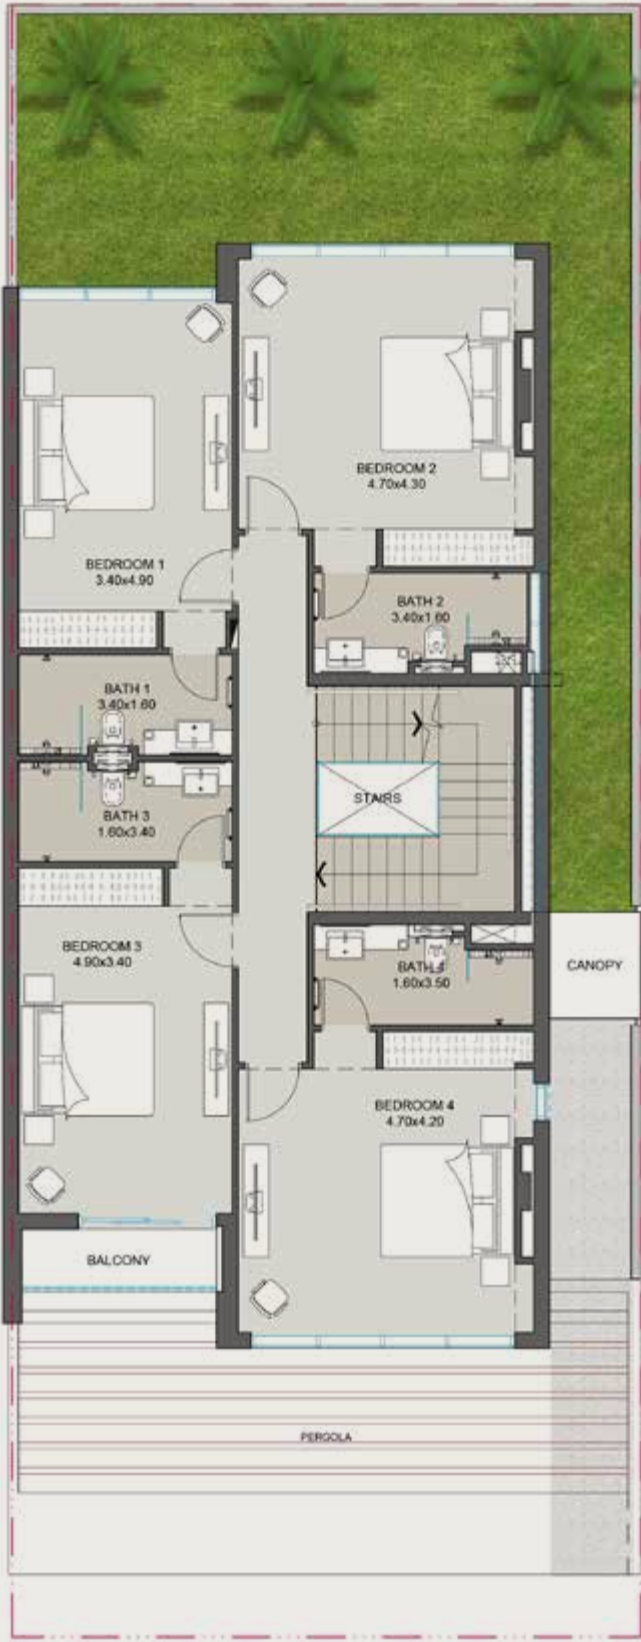 BEDROOM 2
4.70x4.30
BEDROOM 1
3.40x4.90
BATH 2
3.40x1.60
BATH 1
3.40x1.60
STAIRS
BATH 3
1.60x3.40
BEDROOM 3
4.90x3.40
BATH 4
1.60x3.50
CANOPY
BEDROOM 4
4.70x4.20
BALCONY
PERGOLA